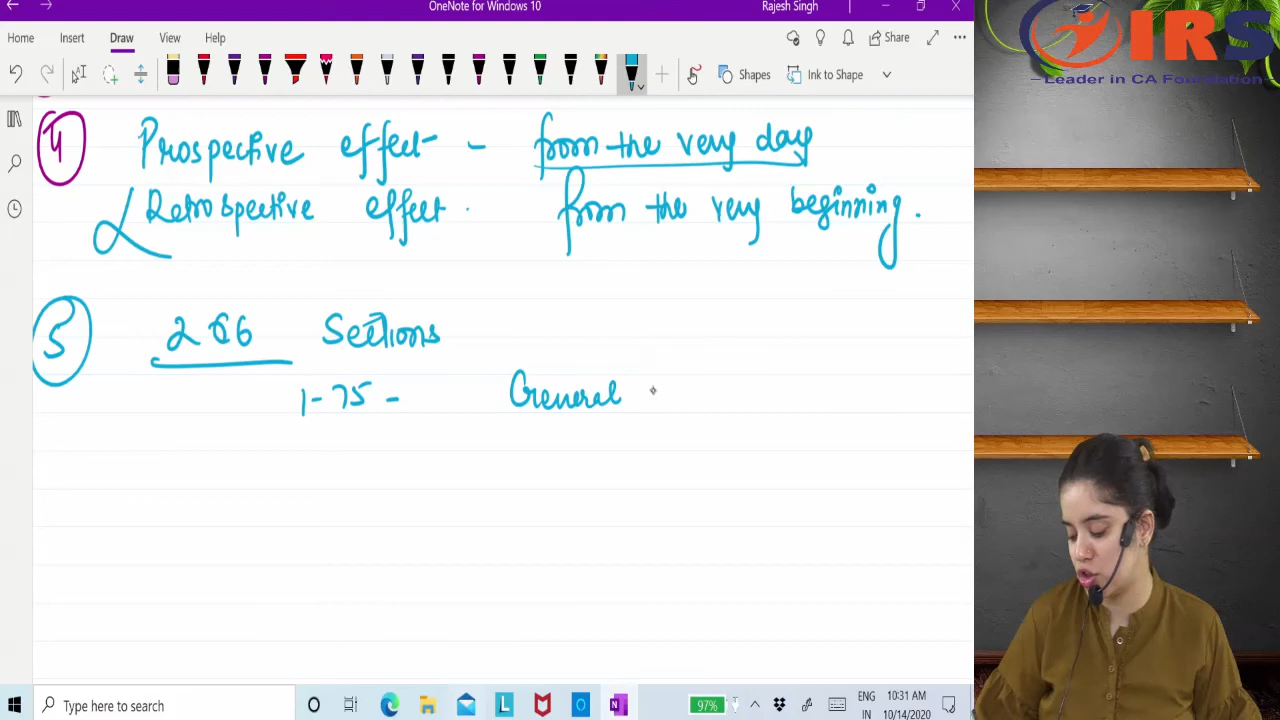 OneNote for Windows 10
Rajesh Singh
Home Insert Draw View Help
Share
Shapes
Ink to Shape
IRS
-Leader in CA Foundation-
4 Prospective effect - from the very day
Retrospective effect. from the very beginning.
5 266 Sections
1-75 - General
Type here to search
L
97%
ENG
IN
10:31 AM
10/14/2020